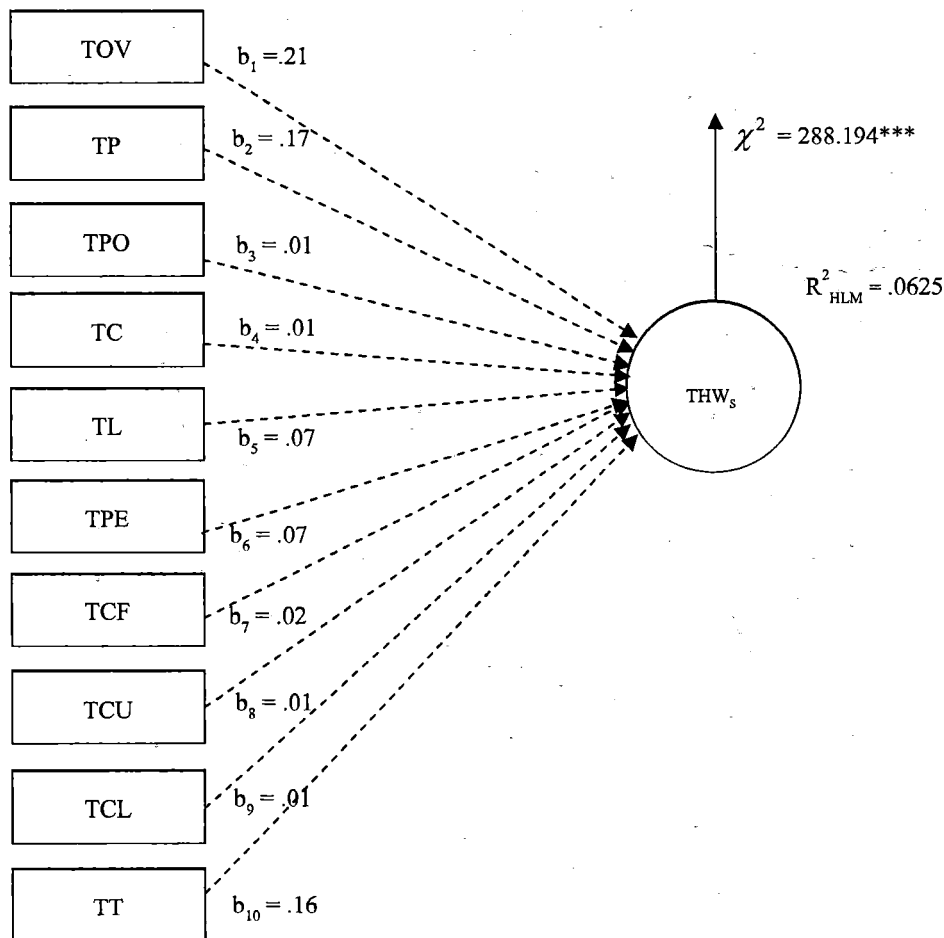 TOV
b₁ = .21
TP
b₂ = .17
χ² = 288.194***
TPO
b₃ = .01
R²HLM = .0625
TC
b₄ = .01
THWₛ
TL
b₅ = .07
TPE
b₆ = .07
TCF
b₇ = .02
TCU
b₈ = .01
TCL
b₉ = .01
TT
b₁₀ = .16